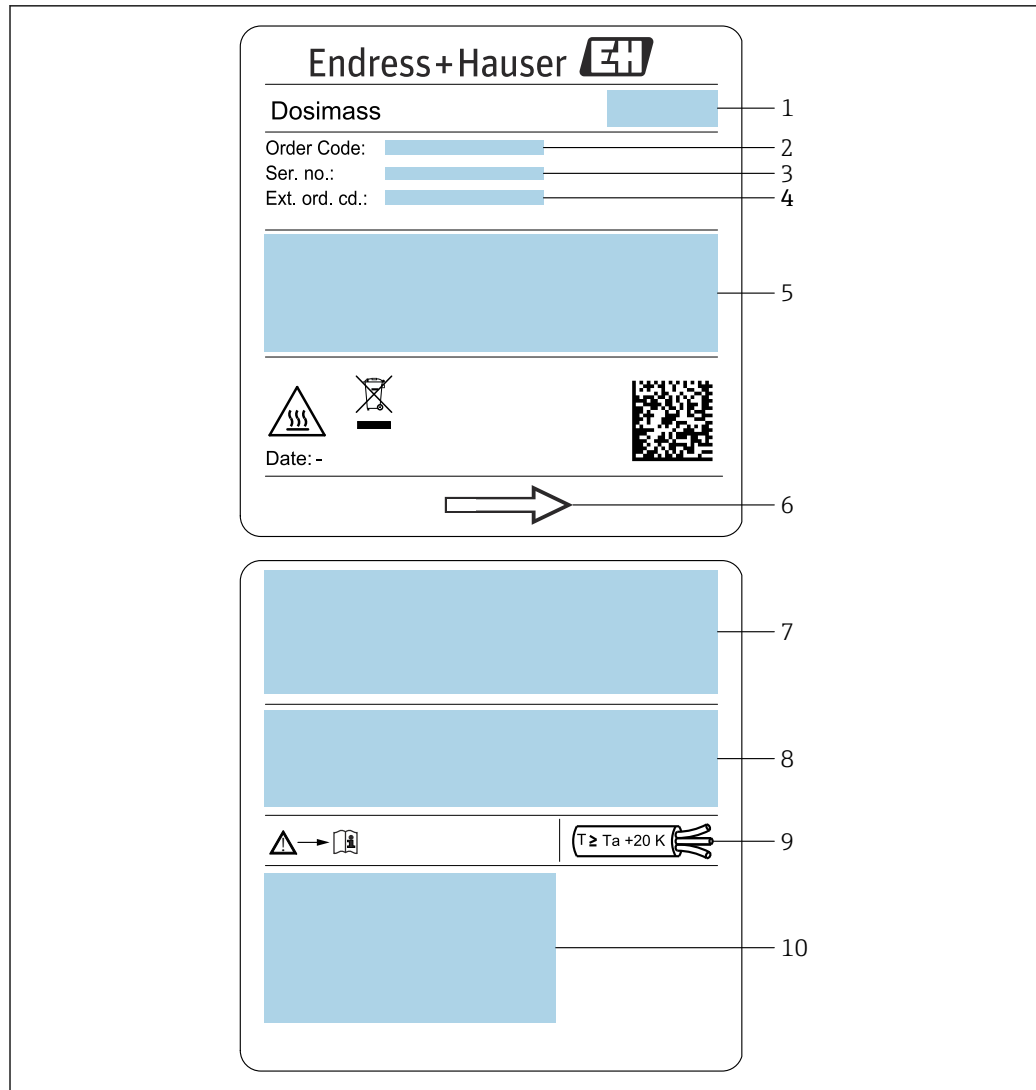 Endress+Hauser EH
Dosimass
1
Order Code:
2
Ser. no.:
3
Ext. ord. cd.:
4
5
Date: -
6
7
8
T ≥ Ta +20 K
9
10